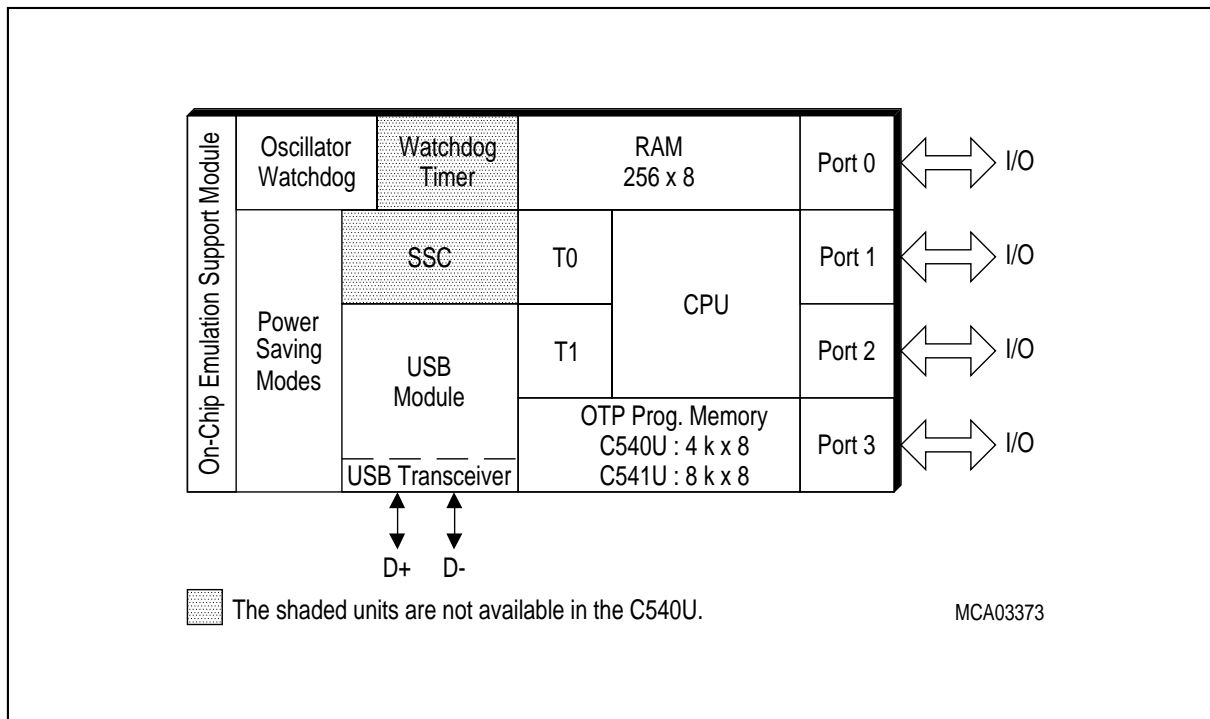 On-Chip Emulation Support Module
Oscillator
Watchdog
Watchdog
Timer
RAM
256 x 8
Port 0
I/O
Power
Saving
Modes
SSC
T0
CPU
Port 1
I/O
USB
Module
T1
Port 2
I/O
USB Transceiver
OTP Prog. Memory
C540U : 4 k x 8
C541U : 8 k x 8
Port 3
I/O
D+
D-
The shaded units are not available in the C540U.
MCA03373